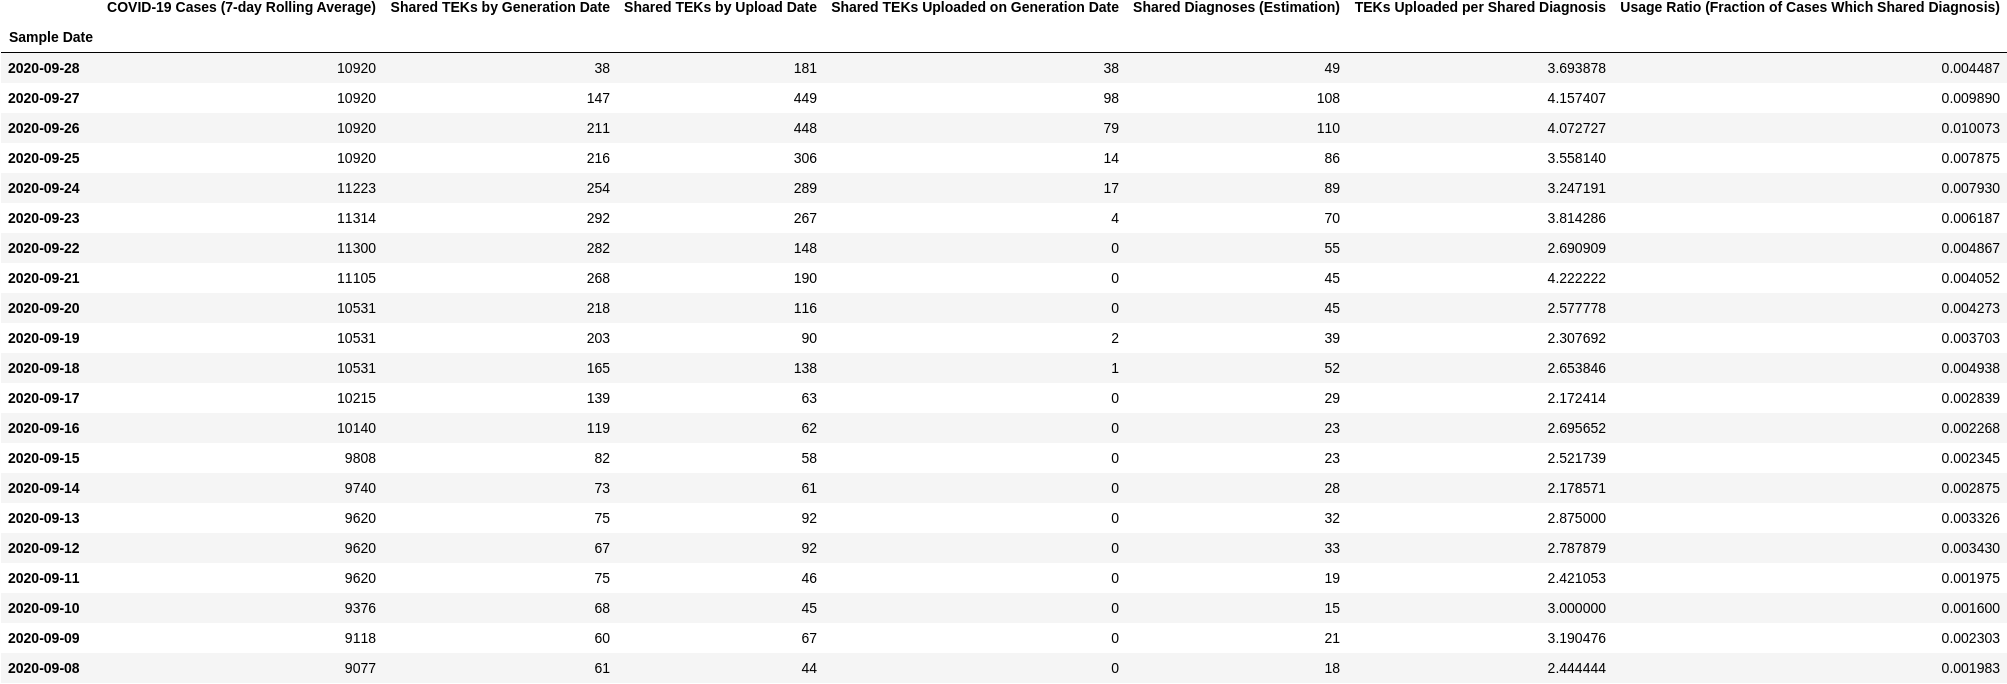 COVID-19 Cases (7-day Rolling Average) Shared TEKs by Generation Date Shared TEKs by Upload Date Shared TEKs Uploaded on Generation Date Shared Diagnoses (Estimation) TEKs Uploaded per Shared Diagnosis Usage Ratio (Fraction of Cases Which Shared Diagnosis)
Sample Date
2020-09-28 10920 38 181 38 49 3.693878 0.004487
2020-09-27 10920 147 449 98 108 4.157407 0.009890
2020-09-26 10920 211 448 79 110 4.072727 0.010073
2020-09-25 10920 216 306 14 86 3.558140 0.007875
2020-09-24 11223 254 289 17 89 3.247191 0.007930
2020-09-23 11314 292 267 4 70 3.814286 0.006187
2020-09-22 11300 282 148 0 55 2.690909 0.004867
2020-09-21 11105 268 190 0 45 4.222222 0.004052
2020-09-20 10531 218 116 0 45 2.577778 0.004273
2020-09-19 10531 203 90 2 39 2.307692 0.003703
2020-09-18 10531 165 138 1 52 2.653846 0.004938
2020-09-17 10215 139 63 0 29 2.172414 0.002839
2020-09-16 10140 119 62 0 23 2.695652 0.002268
2020-09-15 9808 82 58 0 23 2.521739 0.002345
2020-09-14 9740 73 61 0 28 2.178571 0.002875
2020-09-13 9620 75 92 0 32 2.875000 0.003326
2020-09-12 9620 67 92 0 33 2.787879 0.003430
2020-09-11 9620 75 46 0 19 2.421053 0.001975
2020-09-10 9376 68 45 0 15 3.000000 0.001600
2020-09-09 9118 60 67 0 21 3.190476 0.002303
2020-09-08 9077 61 44 0 18 2.444444 0.001983